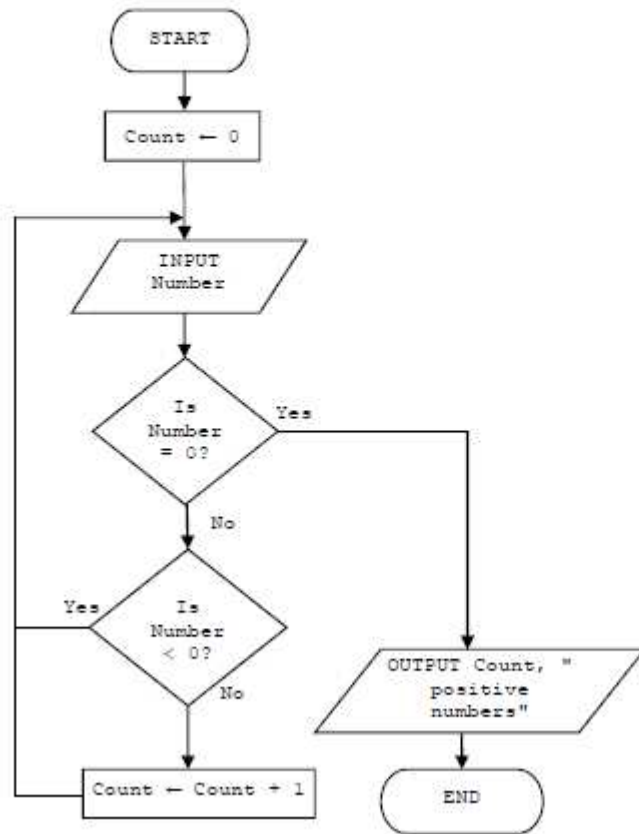 START
Count ← 0
INPUT
Number
Is
Number
= 0?
Yes
No
Is
Number
< 0?
Yes
No
Count ← Count + 1
OUTPUT Count, "
positive
numbers"
END